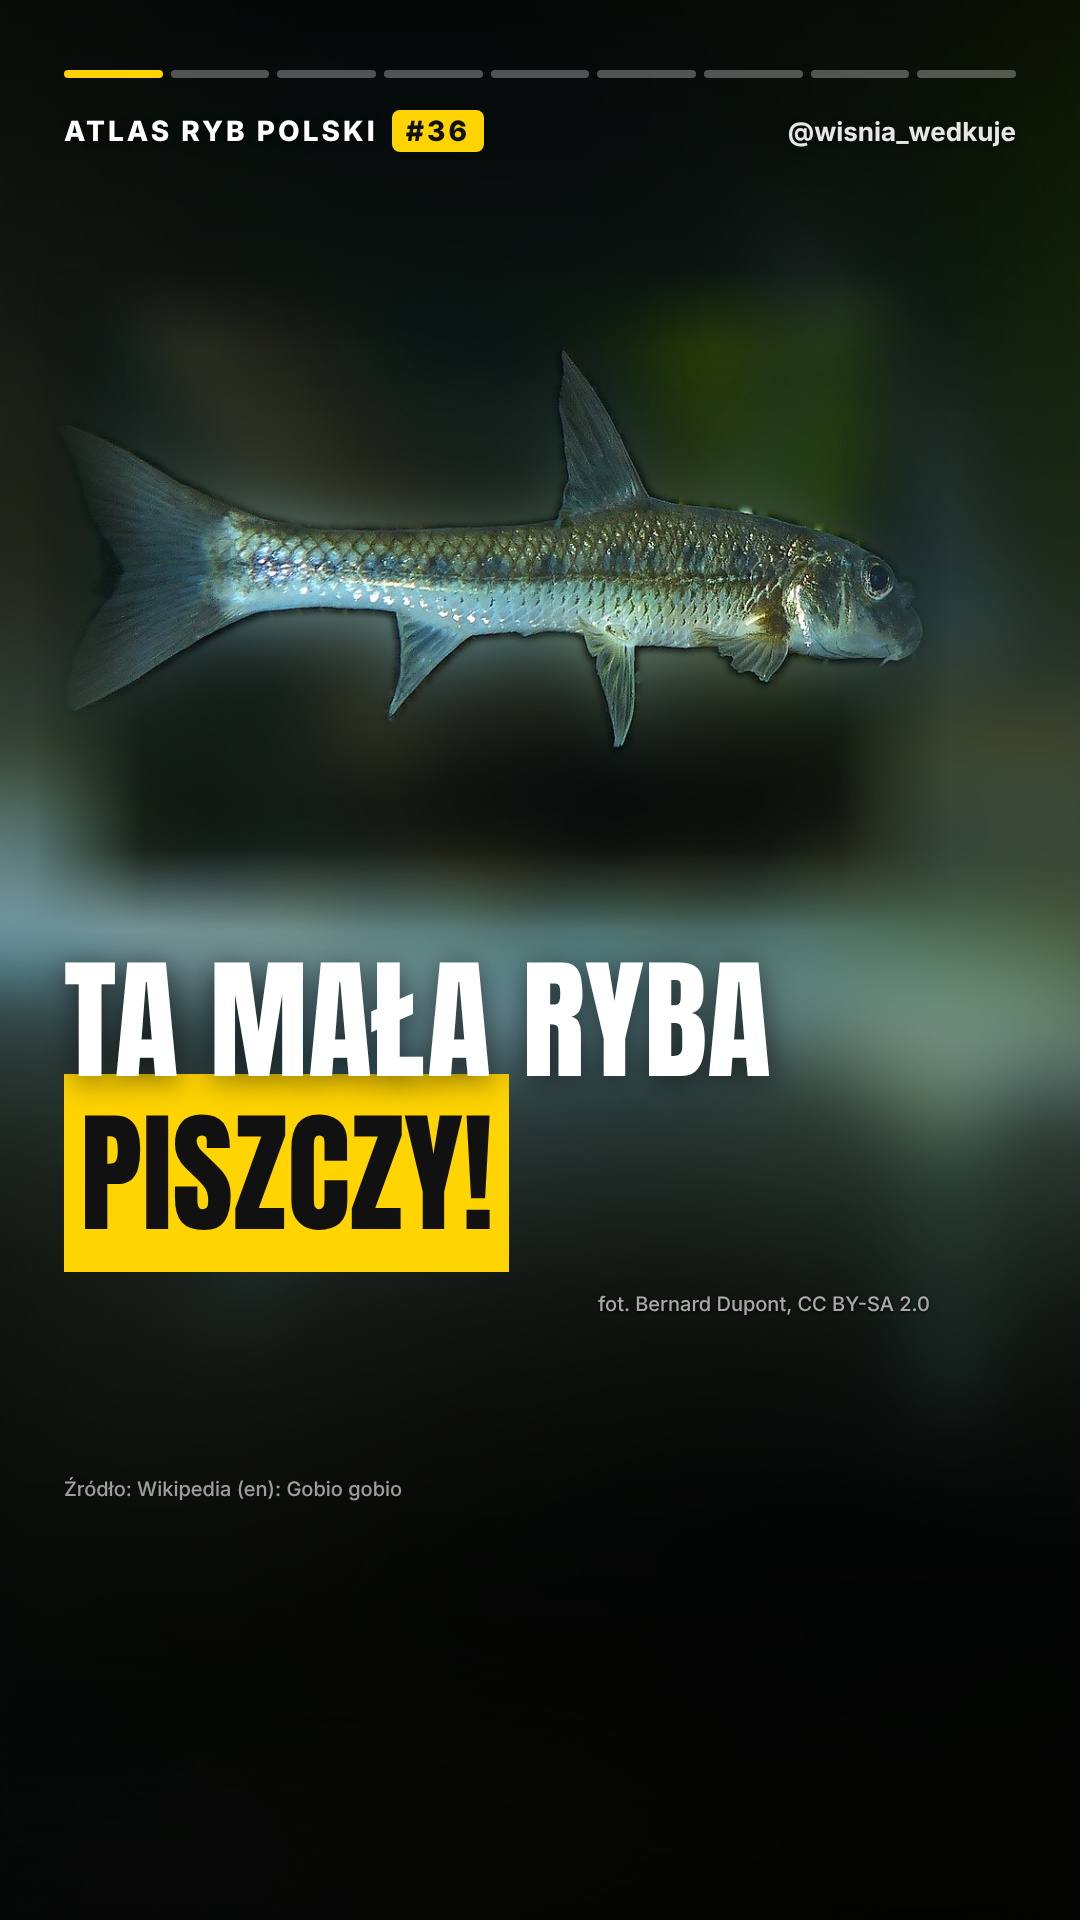 ATLAS RYB POLSKI #36
@wisnia_wedkuje
TA MAŁA RYBA
PISZCZY!
fot. Bernard Dupont, CC BY-SA 2.0
Źródło: Wikipedia (en): Gobio gobio